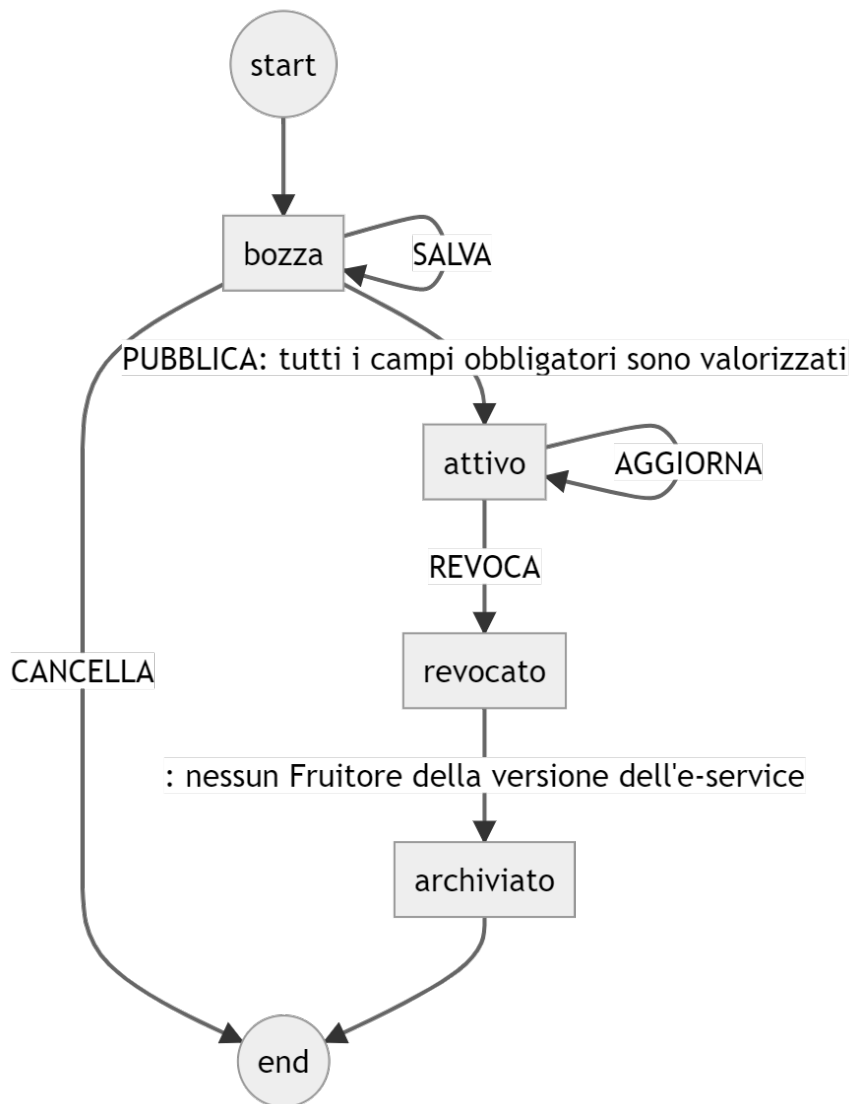 start
bozza
SALVA
PUBBLICA: tutti i campi obbligatori sono valorizzati
attivo
AGGIORNA
REVOCA
CANCELLA
revocato
: nessun Fruitore della versione dell'e-service
archiviato
end